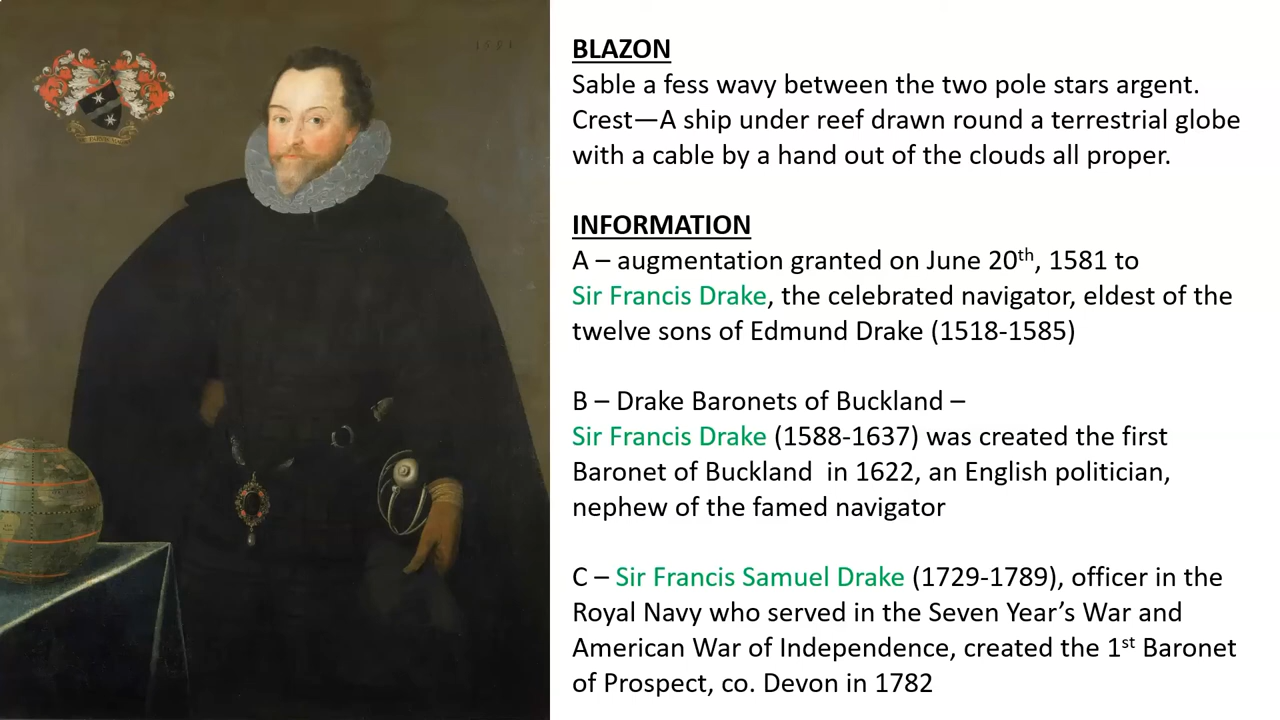 1591
BLAZON
Sable a fess wavy between the two pole stars argent.
Crest—A ship under reef drawn round a terrestrial globe
with a cable by a hand out of the clouds all proper.
INFORMATION
A – augmentation granted on June 20th, 1581 to
Sir Francis Drake, the celebrated navigator, eldest of the
twelve sons of Edmund Drake (1518-1585)
B – Drake Baronets of Buckland –
Sir Francis Drake (1588-1637) was created the first
Baronet of Buckland  in 1622, an English politician,
nephew of the famed navigator
C – Sir Francis Samuel Drake (1729-1789), officer in the
Royal Navy who served in the Seven Year’s War and
American War of Independence, created the 1st Baronet
of Prospect, co. Devon in 1782